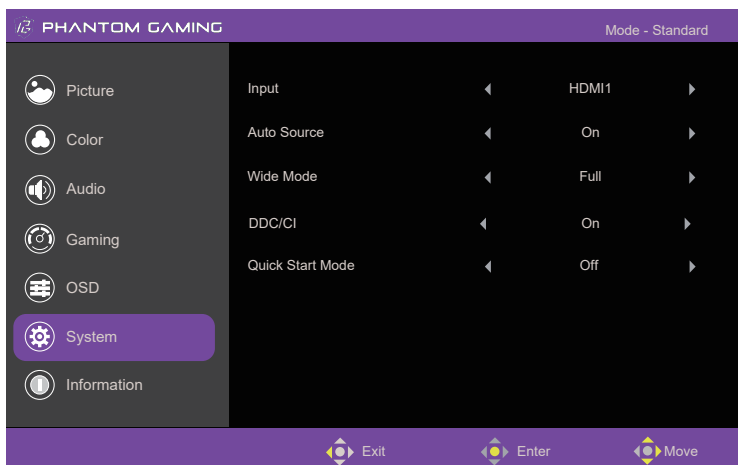 PHANTOM GAMING
Mode - Standard
Picture
Color
Audio
Gaming
OSD
System
Information
Input HDMI1
Auto Source On
Wide Mode Full
DDC/CI On
Quick Start Mode Off
Exit Enter Move